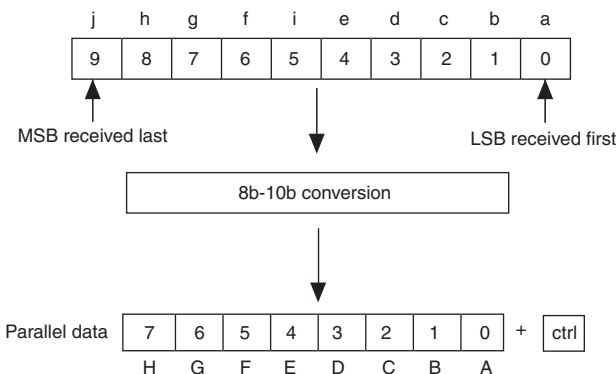 j h g f i e d c b a
9 8 7 6 5 4 3 2 1 0
MSB received last LSB received first
8b-10b conversion
Parallel data 7 6 5 4 3 2 1 0 + ctrl
H G F E D C B A